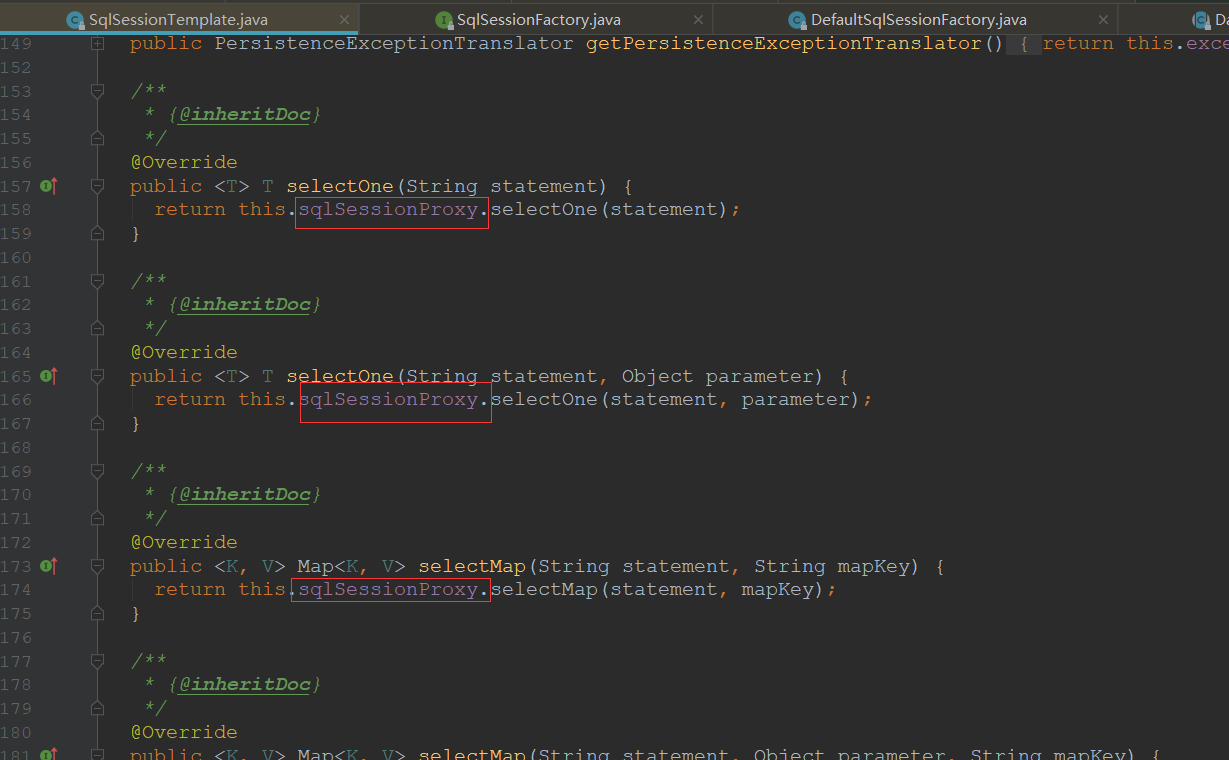 SqlSessionTemplate.java SqlSessionFactory.java DefaultSqlSessionFactory.java Da
149 public PersistenceExceptionTranslator getPersistenceExceptionTranslator() { return this.exce
152
153 /**
154 * {@inheritDoc}
155 */
156 @Override
157 public <T> T selectOne(String statement) {
158 return this.sqlSessionProxy.selectOne(statement);
159 }
160
161 /**
162 * {@inheritDoc}
163 */
164 @Override
165 public <T> T selectOne(String statement, Object parameter) {
166 return this.sqlSessionProxy.selectOne(statement, parameter);
167 }
168
169 /**
170 * {@inheritDoc}
171 */
172 @Override
173 public <K, V> Map<K, V> selectMap(String statement, String mapKey) {
174 return this.sqlSessionProxy.selectMap(statement, mapKey);
175 }
176
177 /**
178 * {@inheritDoc}
179 */
180 @Override
181 public <K, V> Map<K, V> selectMap(String statement, Object parameter, String mapKey) {